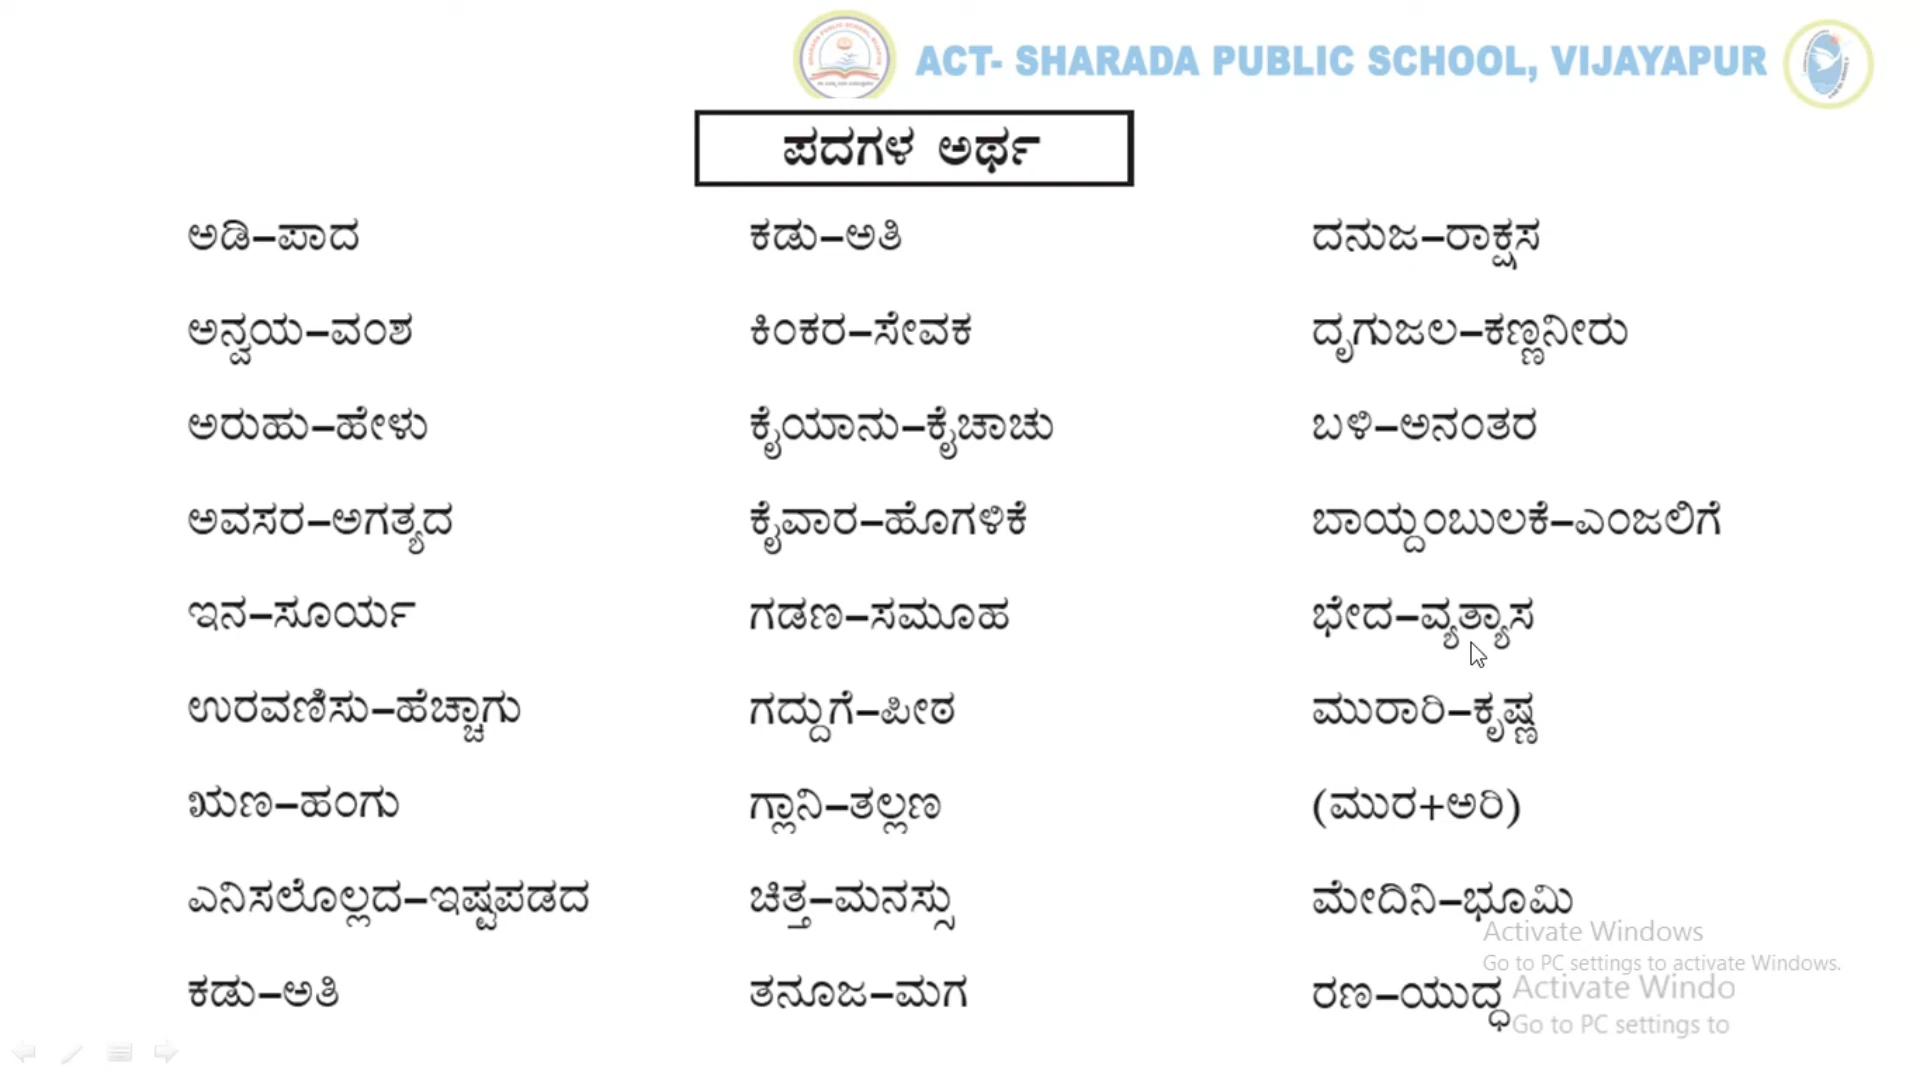 ACT- SHARADA PUBLIC SCHOOL, VIJAYAPUR
ಪದಗಳ ಅರ್ಥ
ಅಡಿ–ಪಾದ
ಅನ್ವಯ–ವಂಶ
ಅರುಹು–ಹೇಳು
ಅವಸರ–ಅಗತ್ಯದ
ಇನ–ಸೂರ್ಯ
ಉರವಣಿಸು–ಹೆಚ್ಚಾಗು
ಋಣ–ಹಂಗು
ಎನಿಸಲೊಲ್ಲದ–ಇಷ್ಟಪಡದ
ಕಡು–ಅತಿ
ಕಡು–ಅತಿ
ಕಿಂಕರ–ಸೇವಕ
ಕೈಯಾನು–ಕೈಚಾಚು
ಕೈವಾರ–ಹೊಗಳಿಕೆ
ಗಡಣ–ಸಮೂಹ
ಗದ್ದುಗೆ–ಪೀಠ
ಗ್ಲಾನಿ–ತಲ್ಲಣ
ಚಿತ್ತ–ಮನಸ್ಸು
ತನೂಜ–ಮಗ
ದನುಜ–ರಾಕ್ಷಸ
ದೃಗುಜಲ–ಕಣ್ಣನೀರು
ಬಳಿ–ಅನಂತರ
ಬಾಯ್ದಂಬುಲಕೆ–ಎಂಜಲಿಗೆ
ಭೇದ–ವ್ಯತ್ಯಾಸ
ಮುರಾರಿ–ಕೃಷ್ಣ
(ಮುರ+ಅರಿ)
ಮೇದಿನಿ–ಭೂಮಿ
ರಣ–ಯುದ್ಧ
Activate Windows
Go to PC settings to activate Windows.
Activate Windo
Go to PC settings to